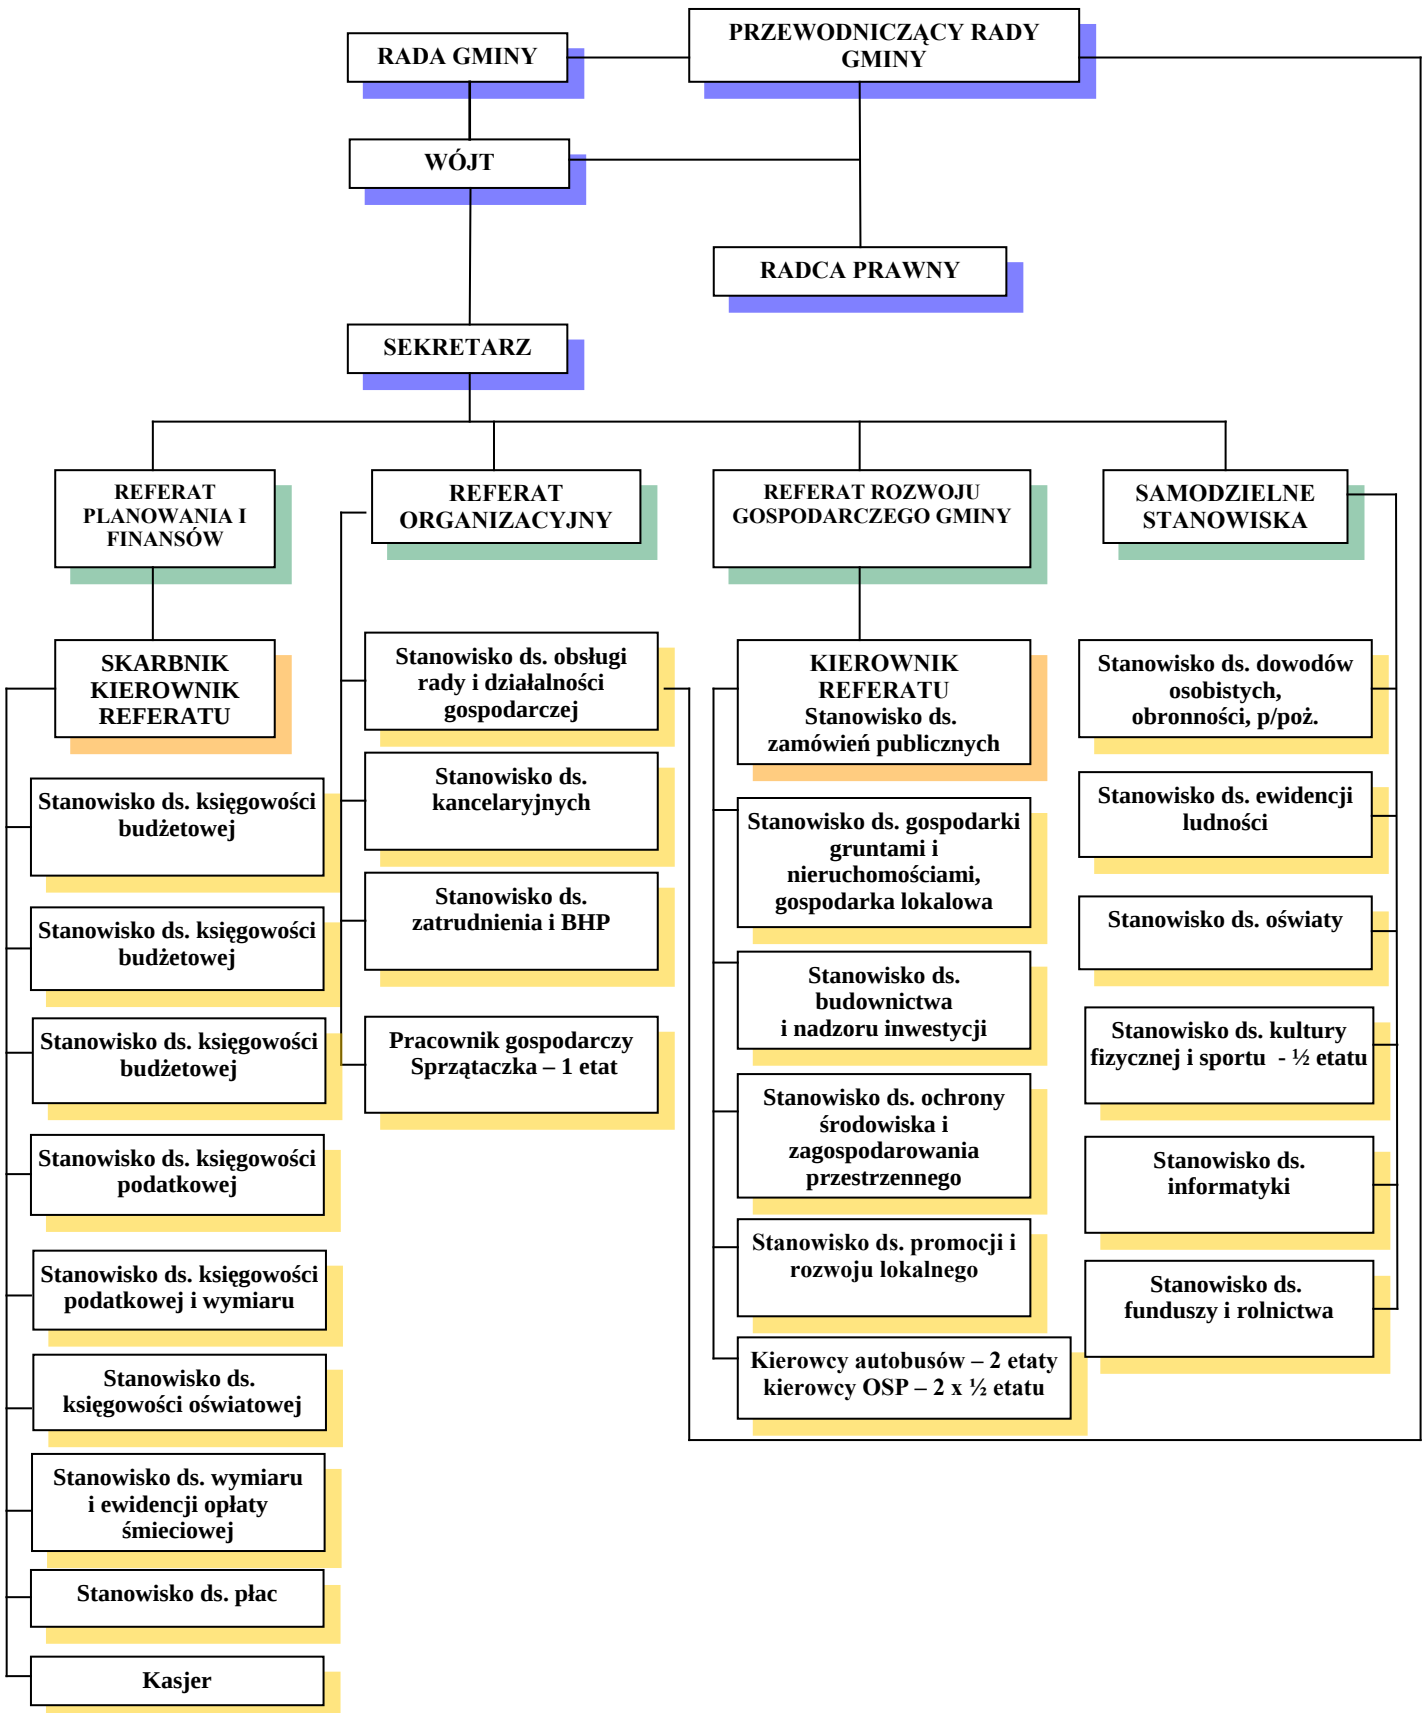 RADA GMINY
PRZEWODNICZĄCY RADY
GMINY
WÓJT
RADCA PRAWNY
SEKRETARZ
REFERAT
PLANOWANIA I
FINANSÓW
REFERAT
ORGANIZACYJNY
REFERAT ROZWOJU
GOSPODARCZEGO GMINY
SAMODZIELNE
STANOWISKA
SKARBNIK
KIEROWNIK
REFERATU
Stanowisko ds. księgowości
budżetowej
Stanowisko ds. księgowości
budżetowej
Stanowisko ds. księgowości
budżetowej
Stanowisko ds. księgowości
podatkowej
Stanowisko ds. księgowości
podatkowej i wymiaru
Stanowisko ds.
księgowości oświatowej
Stanowisko ds. wymiaru
i ewidencji opłaty
śmieciowej
Stanowisko ds. płac
Kasjer
Stanowisko ds. obsługi
rady i działalności
gospodarczej
Stanowisko ds.
kancelaryjnych
Stanowisko ds.
zatrudnienia i BHP
Pracownik gospodarczy
Sprzątaczka – 1 etat
KIEROWNIK
REFERATU
Stanowisko ds.
zamówień publicznych
Stanowisko ds. gospodarki
gruntami i
nieruchomościami,
gospodarka lokalowa
Stanowisko ds.
budownictwa
i nadzoru inwestycji
Stanowisko ds. ochrony
środowiska i
zagospodarowania
przestrzennego
Stanowisko ds. promocji i
rozwoju lokalnego
Kierowcy autobusów – 2 etaty
kierowcy OSP – 2 x ½ etatu
Stanowisko ds. dowodów
osobistych,
obronności, p/poż.
Stanowisko ds. ewidencji
ludności
Stanowisko ds. oświaty
Stanowisko ds. kultury
fizycznej i sportu - ½ etatu
Stanowisko ds.
informatyki
Stanowisko ds.
funduszy i rolnictwa